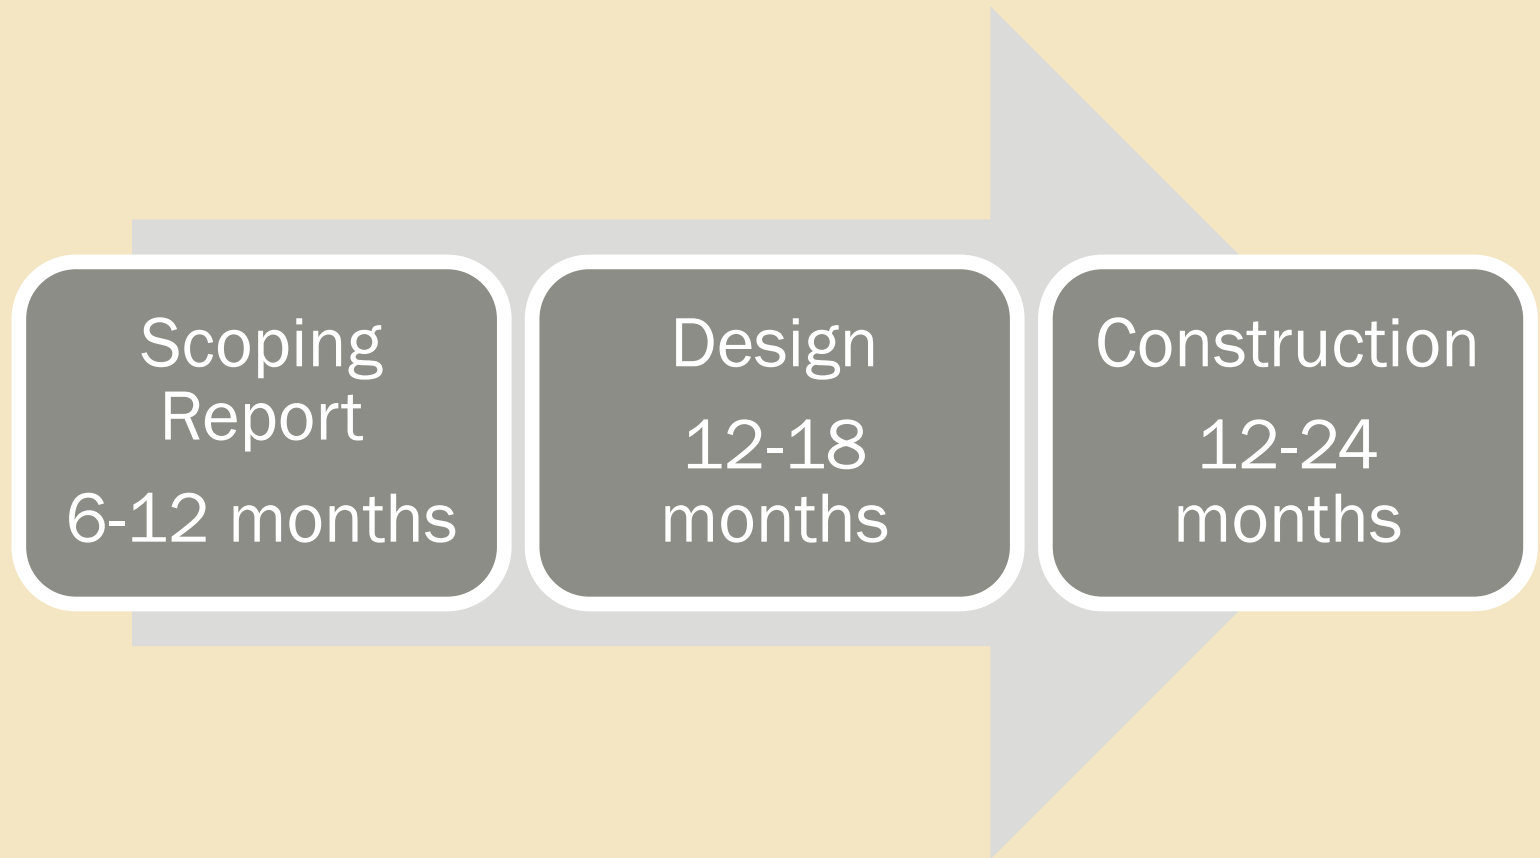 Scoping
Report
6-12 months
Design
12-18
months
Construction
12-24
months